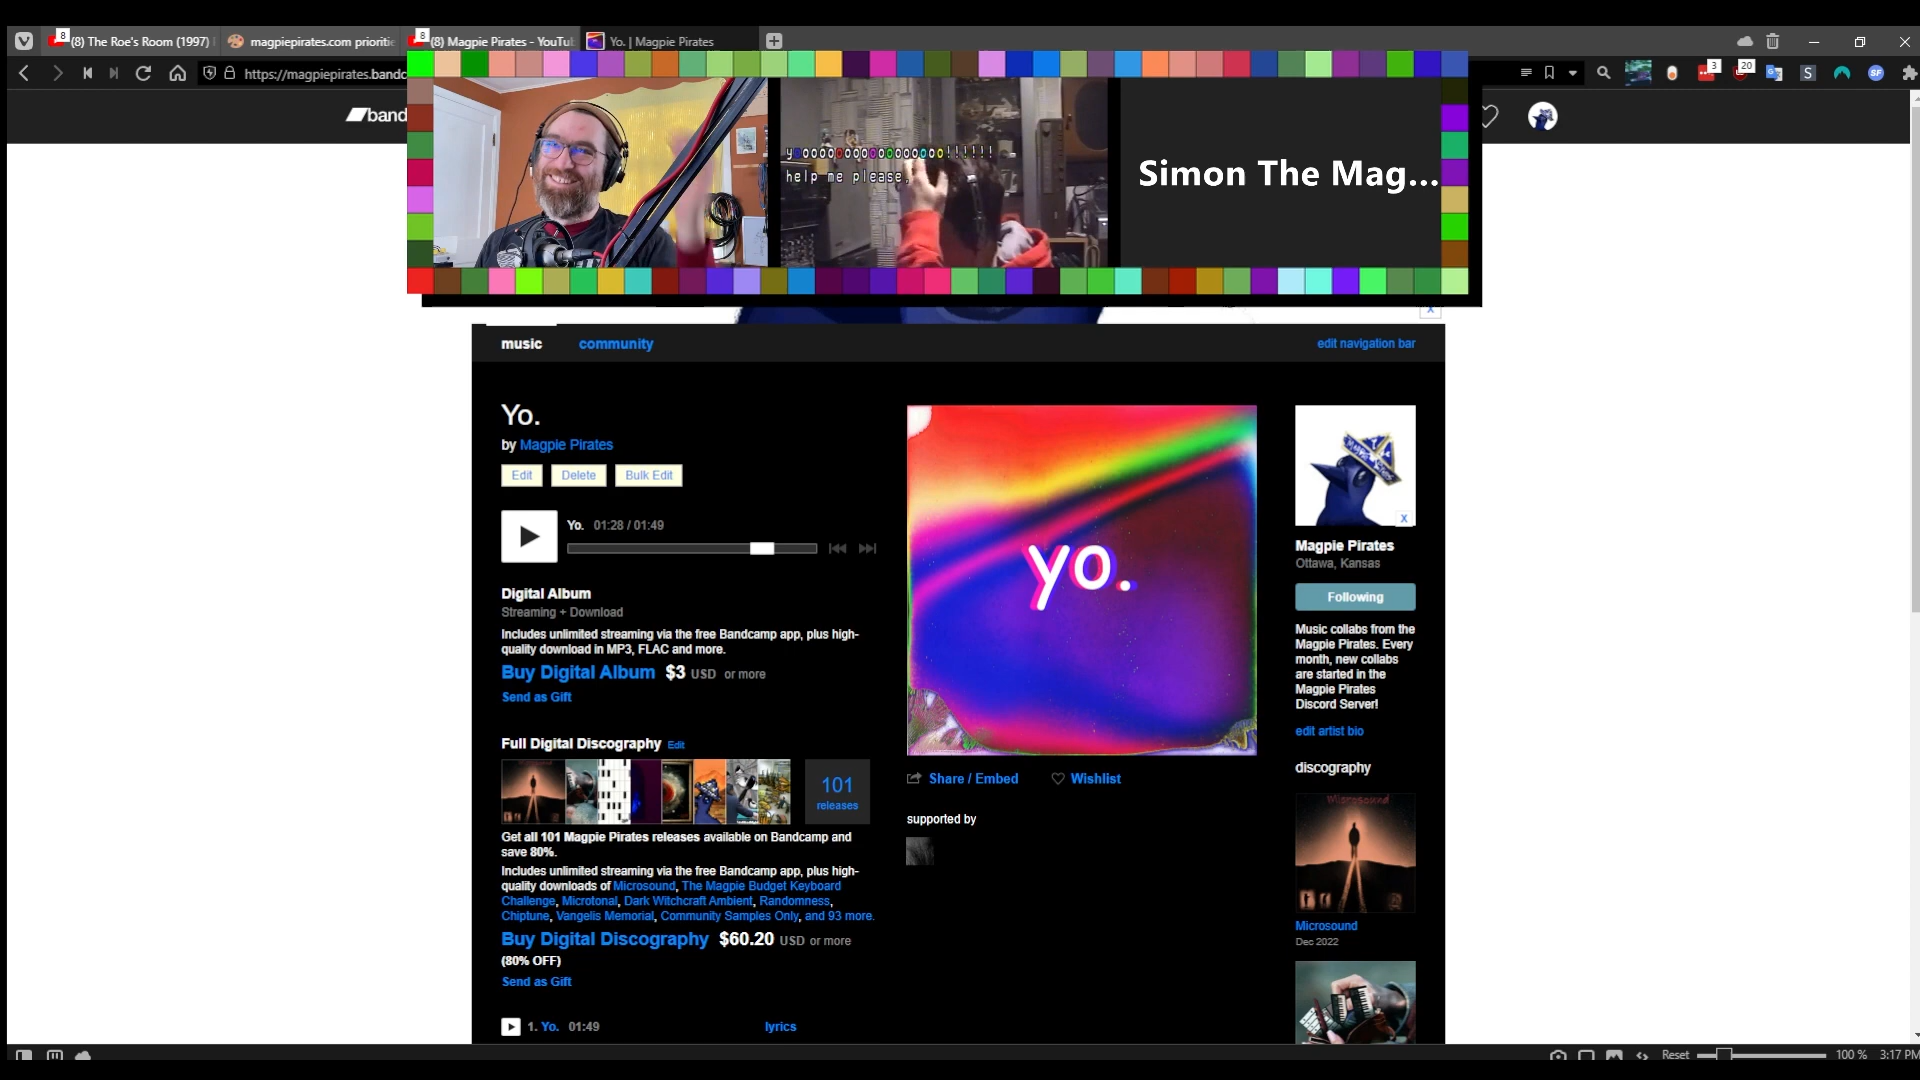 8
(8) The Roe's Room (1997)
magpiepirates.com prioritie
8
(8) Magpie Pirates - YouTu
Yo. | Magpie Pirates
https://magpiepirates.bandc
3
20
S
SF
band
Simon The Mag...
help me please,
X
music
community
edit navigation bar
Yo.
by Magpie Pirates
Edit
Delete
Bulk Edit
Yo. 01:28 / 01:49
Digital Album
Streaming + Download
Includes unlimited streaming via the free Bandcamp app, plus high-
quality download in MP3, FLAC and more.
Buy Digital Album $3 USD or more
Send as Gift
Full Digital Discography Edit
101
releases
Get all 101 Magpie Pirates releases available on Bandcamp and
save 80%.
Includes unlimited streaming via the free Bandcamp app, plus high-
quality downloads of Microsound, The Magpie Budget Keyboard
Challenge, Microtonal, Dark Witchcraft Ambient, Randomness,
Chiptune, Vangelis Memorial, Community Samples Only, and 93 more.
Buy Digital Discography $60.20 USD or more
(80% OFF)
Send as Gift
1. Yo. 01:49
lyrics
yo.
Share / Embed
Wishlist
supported by
X
Magpie Pirates
Ottawa, Kansas
Following
Music collabs from the
Magpie Pirates. Every
month, new collabs
are started in the
Magpie Pirates
Discord Server!
edit artist bio
discography
Microsound
Microsound
Dec 2022
Reset
100 %
3:17 PM